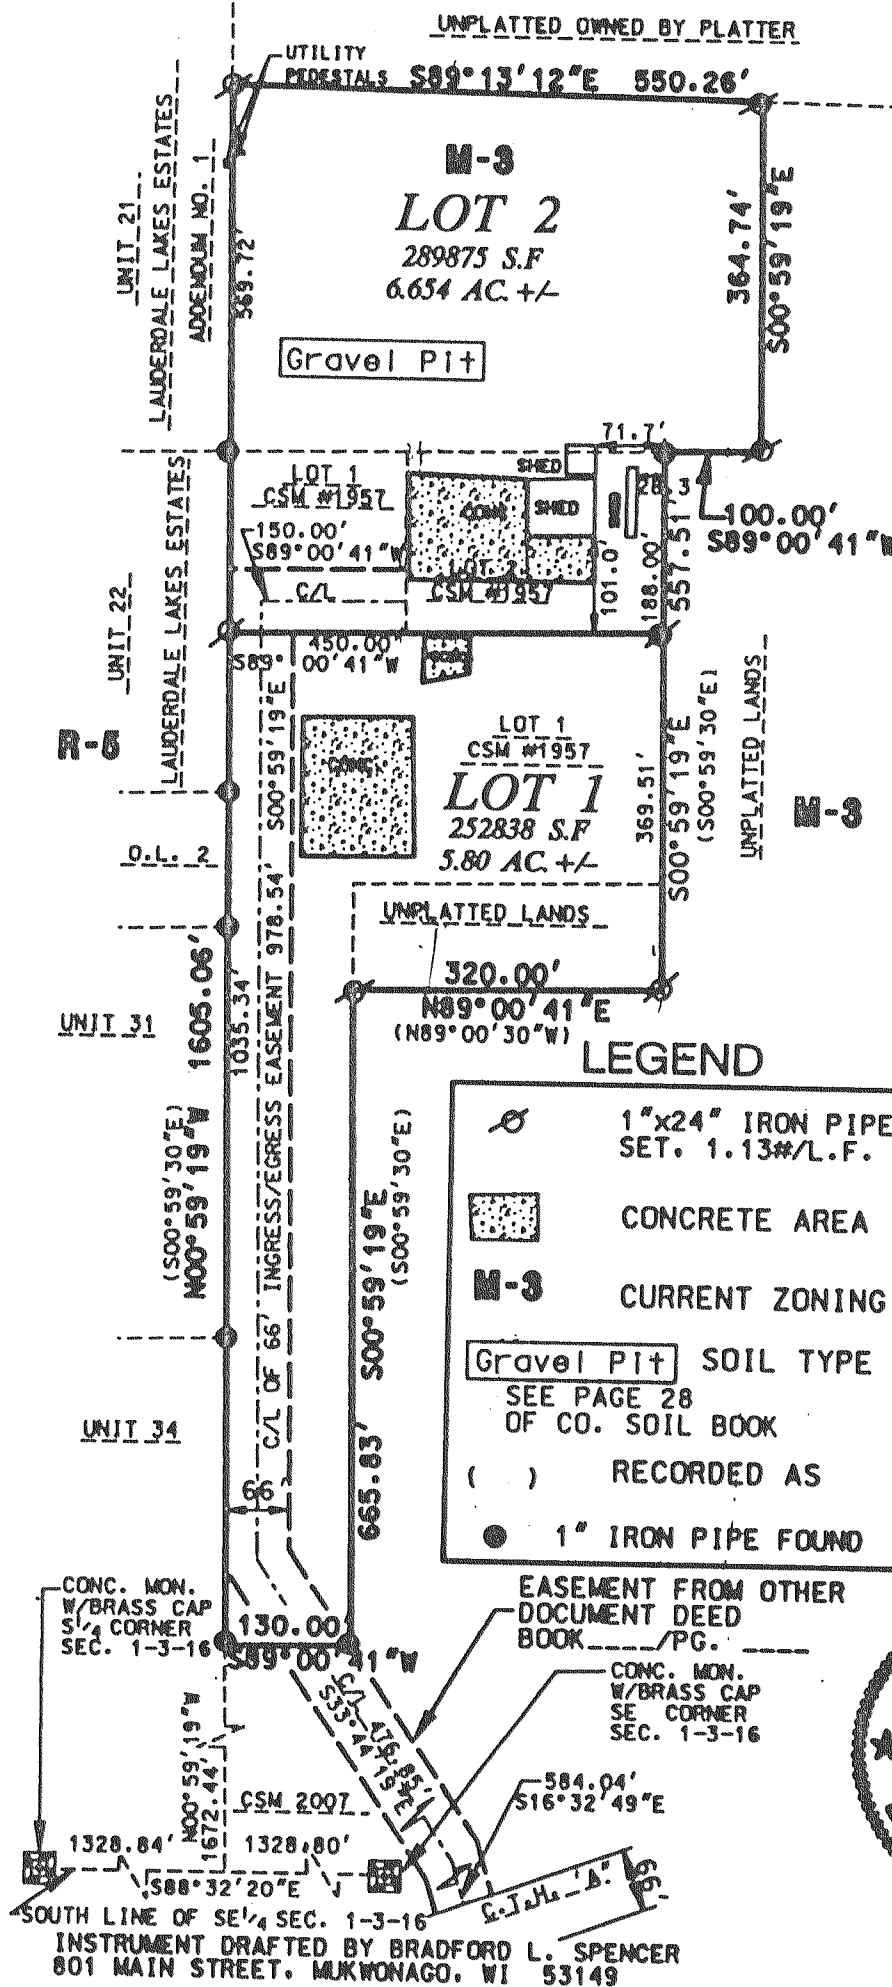 UNPLATTED OWNED BY PLATTER
UTILITY
PEDESTALS
S89°13'12"E 550.26'
UNIT 21
LAUDERDALE LAKES ESTATES
ADDENDUM NO. 1
569.72'
M-3
LOT 2
289875 S.F
6.654 AC. +/-
364.74'
S00°59'19"E
Gravel Pit
71.7'
SHED
LOT 1
CSM #1957
CONC
SHED
150.00'
S89°00'41"W
101.0'
188.00'
557.51'
100.00'
S89°00'41"W
C/L
LOT 2
CSM #1957
UNIT 22
LAUDERDALE LAKES ESTATES
450.00'
S89°00'41"W
R-5
S00°59'19"E
CONC.
LOT 1
CSM #1957
LOT 1
252838 S.F
5.80 AC. +/-
369.51'
S00°59'19"E
(S00°59'30"E)
UNPLATTED LANDS
M-3
O.L. 2
UNPLATTED LANDS
320.00'
N89°00'41"E
(N89°00'30"W)
UNIT 31
1605.06'
1035.34'
N00°59'19"W
(S00°59'30"E)
C/L OF 66' INGRESS/EGRESS EASEMENT 978.54'
S00°59'19"E
(S00°59'30"E)
665.83'
LEGEND
1"x24" IRON PIPE
SET. 1.13#/L.F.
CONCRETE AREA
M-3 CURRENT ZONING
Gravel Pit SOIL TYPE
SEE PAGE 28
OF CO. SOIL BOOK
( ) RECORDED AS
1" IRON PIPE FOUND
UNIT 34
66'
CONC. MON.
W/BRASS CAP
S1/4 CORNER
SEC. 1-3-16
130.00'
S89°00'41"W
EASEMENT FROM OTHER
DOCUMENT DEED
BOOK____/PG. ____
CONC. MON.
W/BRASS CAP
SE CORNER
SEC. 1-3-16
C/L 476.86'
S33°44'19"E
N00°59'19"W
1672.44'
CSM 2007
584.04'
S16°32'49"E
1328.84' 1328.80'
S88°32'20"E
C.T.H. "A"
66'
SOUTH LINE OF SE1/4 SEC. 1-3-16
INSTRUMENT DRAFTED BY BRADFORD L. SPENCER
801 MAIN STREET. MUKWONAGO. WI 53149